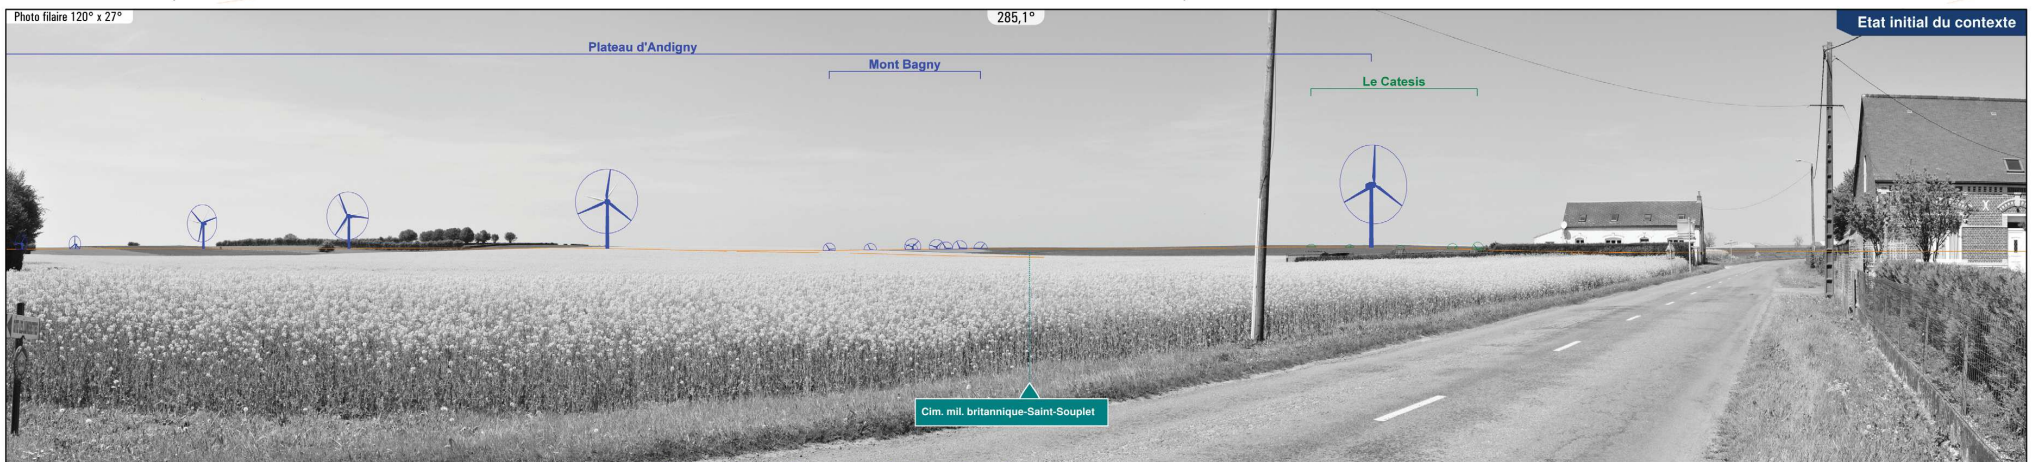 Photo filaire 120° x 27°
285,1°
Etat initial du contexte
Plateau d'Andigny
Mont Bagny
Le Catesis
Cim. mil. britannique-Saint-Souplet